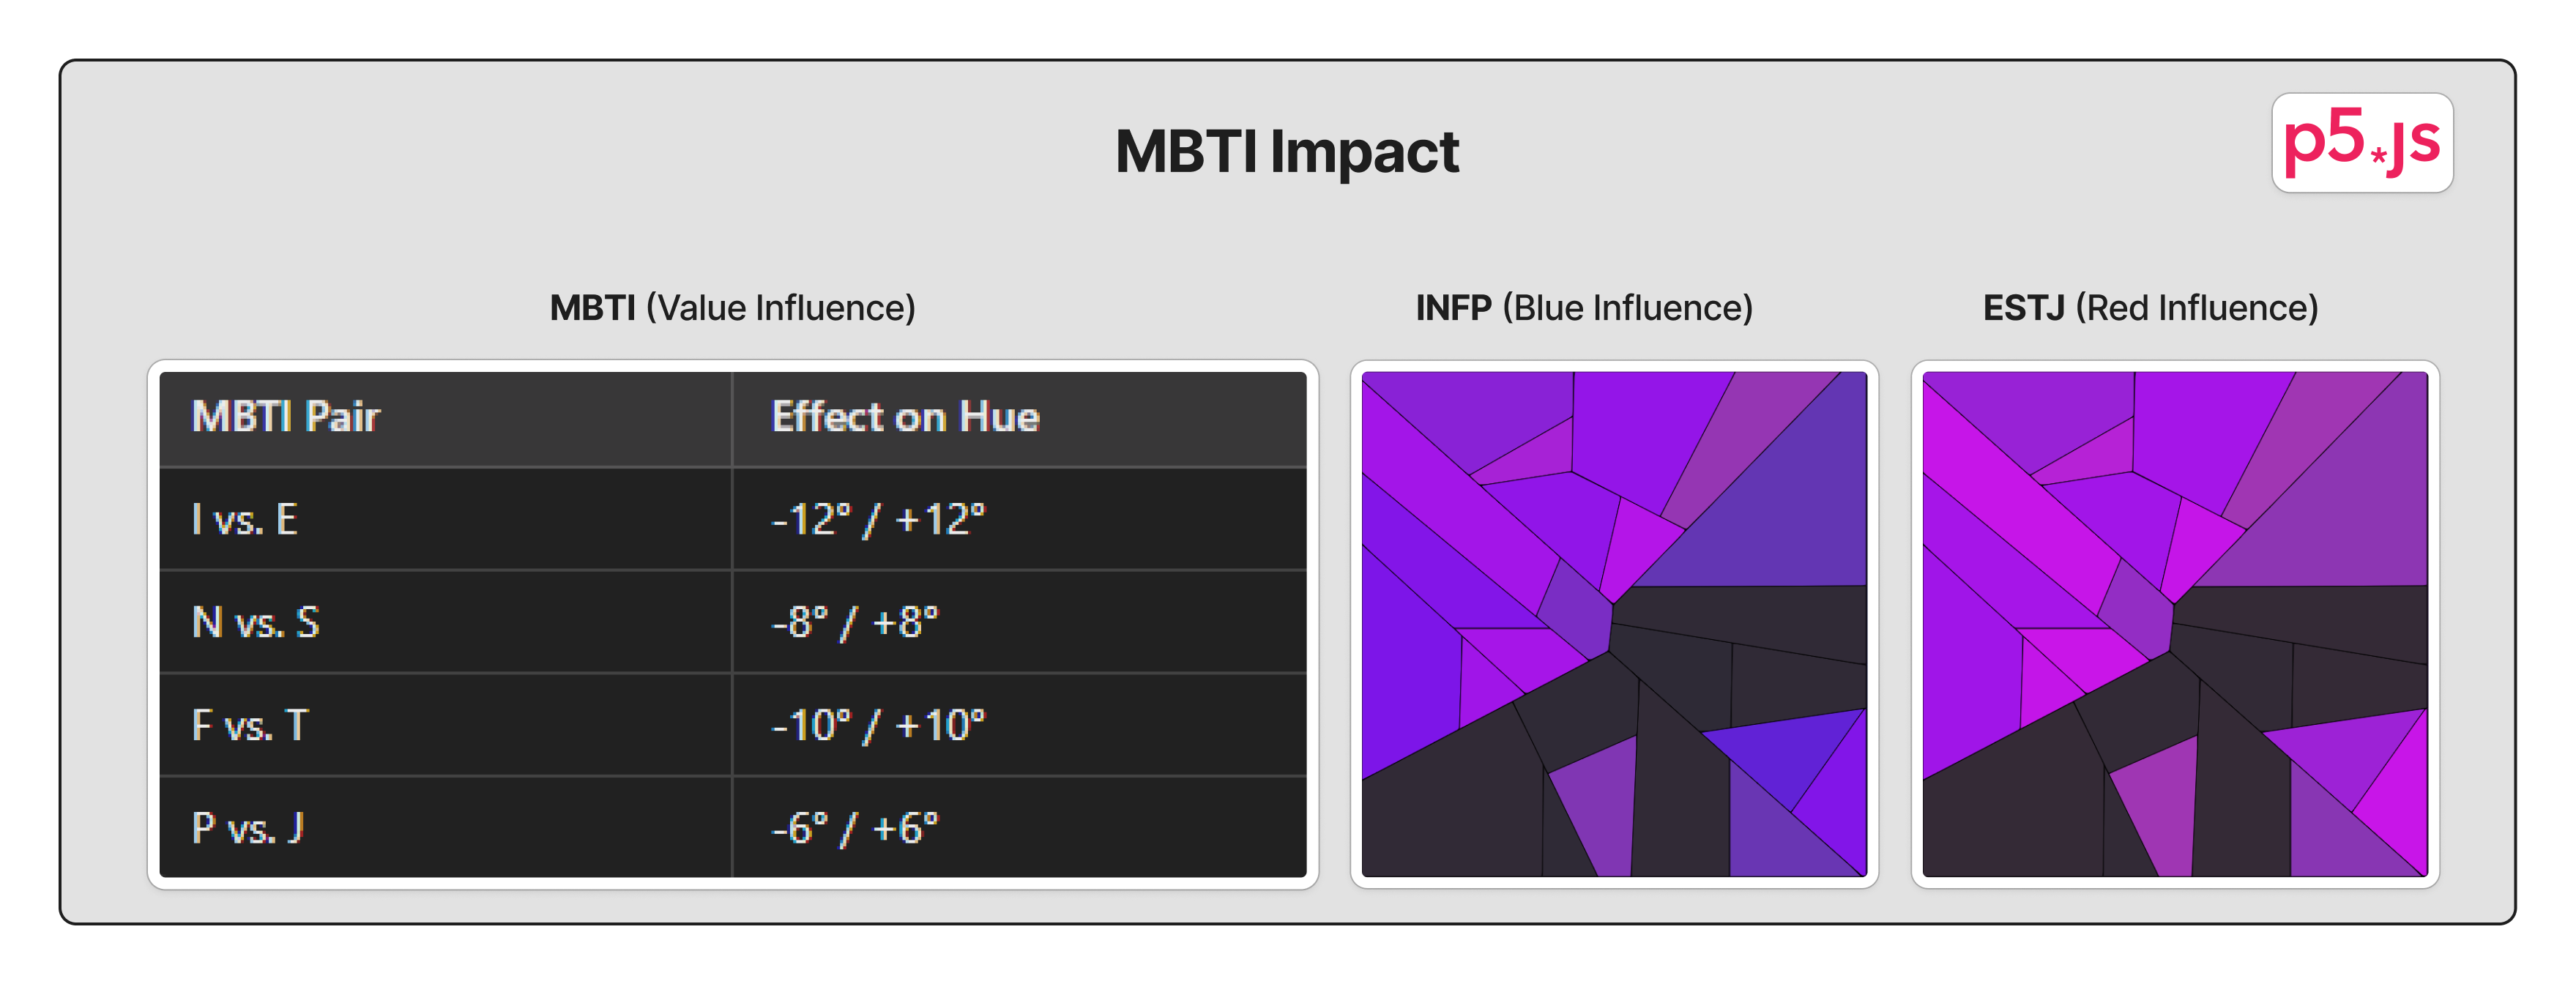 MBTI Impact
p5*js
MBTI (Value Influence)
INFP (Blue Influence)
ESTJ (Red Influence)
MBTI Pair
Effect on Hue
I vs. E
-12° / +12°
N vs. S
-8° / +8°
F vs. T
-10° / +10°
P vs. J
-6° / +6°